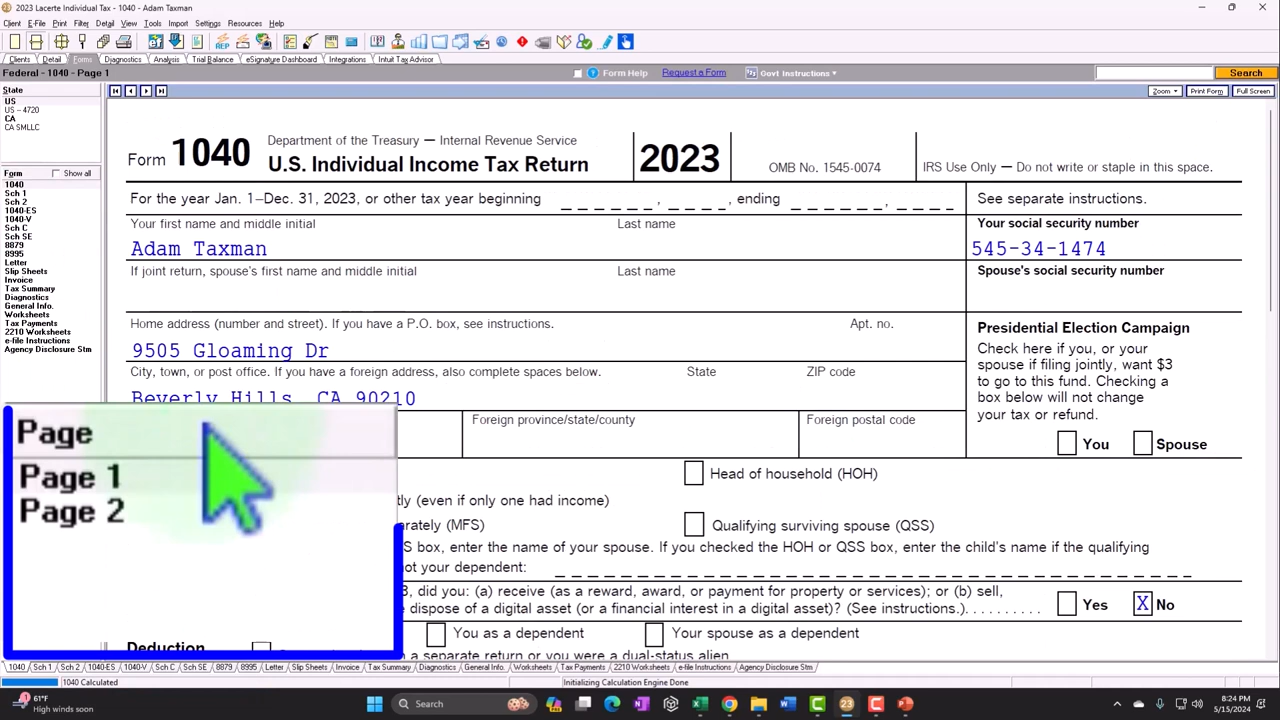 2023 Lacerte Individual Tax - 1040 - Adam Taxman
Client E-File Print Filter Detail View Tools Import Settings Resources Help
Clients Detail Forms Diagnostics Analysis Trial Balance eSignature Dashboard Integrations Intuit Tax Advisor
Federal - 1040 - Page 1
Form Help Request a Form Govt Instructions Search
Zoom Print Form Full Screen
State
US
US - 4720
CA
CA SMLLC
Form Show all
1040
Sch 1
Sch 2
1040-ES
1040-V
Sch C
Sch SE
8879
8995
Letter
Slip Sheets
Invoice
Tax Summary
Diagnostics
General Info.
Worksheets
Tax Payments
2210 Worksheets
e-file Instructions
Agency Disclosure Stm
Page
Page 1
Page 2
Form 1040 Department of the Treasury — Internal Revenue Service
U.S. Individual Income Tax Return
2023
OMB No. 1545-0074
IRS Use Only — Do not write or staple in this space.
For the year Jan. 1–Dec. 31, 2023, or other tax year beginning , , ending , ,
See separate instructions.
Your first name and middle initial Last name Your social security number
Adam Taxman 545-34-1474
If joint return, spouse's first name and middle initial Last name Spouse's social security number
Home address (number and street). If you have a P.O. box, see instructions. Apt. no.
9505 Gloaming Dr
City, town, or post office. If you have a foreign address, also complete spaces below. State ZIP code
Beverly Hills, CA 90210
Foreign province/state/county Foreign postal code
Presidential Election Campaign
Check here if you, or your
spouse if filing jointly, want $3
to go to this fund. Checking a
box below will not change
your tax or refund.
You Spouse
Head of household (HOH)
tly (even if only one had income)
arately (MFS) Qualifying surviving spouse (QSS)
S box, enter the name of your spouse. If you checked the HOH or QSS box, enter the child's name if the qualifying
not your dependent:
3, did you: (a) receive (as a reward, award, or payment for property or services); or (b) sell,
e dispose of a digital asset (or a financial interest in a digital asset)? (See instructions.) Yes X No
You as a dependent Your spouse as a dependent
Deduction
n a separate return or you were a dual-status alien
1040 Sch 1 Sch 2 1040-ES 1040-V Sch C Sch SE 8879 8995 Letter Slip Sheets Invoice Tax Summary Diagnostics General Info. Worksheets Tax Payments 2210 Worksheets e-file Instructions Agency Disclosure Stm
1040 Calculated Initializing Calculation Engine Done
61°F
High winds soon
Search
8:24 PM
5/15/2024